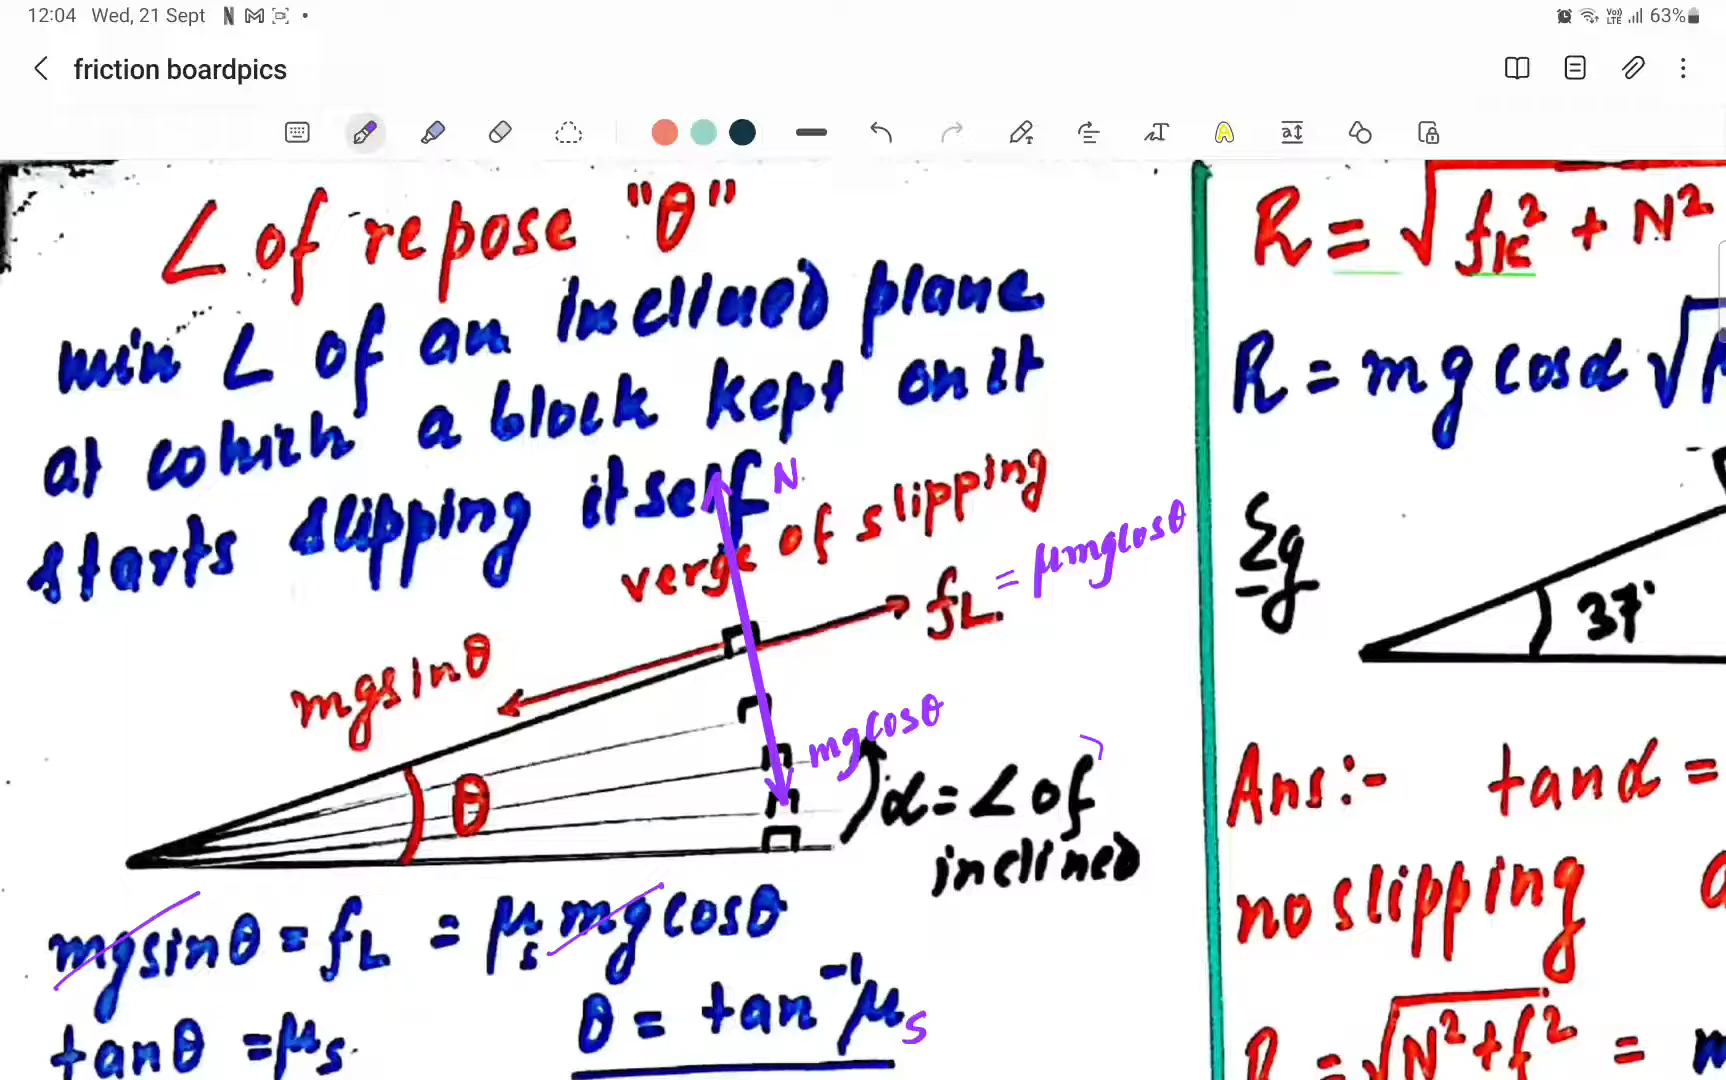 12:04 Wed, 21 Sept
63%
friction boardpics
∠ of repose "θ"
min ∠ of an inclined plane
at which a block kept on it
starts slipping itself
N
verge of slipping
fL = μmgcosθ
mgsinθ
mgcosθ
θ
α = ∠ of
inclined
mgsinθ = fL = μs mgcosθ
tanθ = μs
θ = tan⁻¹μs
R = √fK² + N²
R = mg cosα √
Eg
37°
Ans:- tanα =
no slipping
R = √N² + f² =